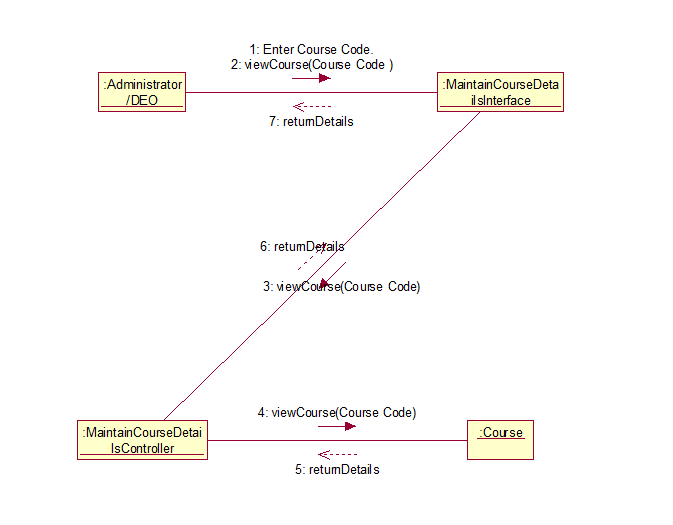 1: Enter Course Code.
2: viewCourse(Course Code )
:Administrator
/DEO
:MaintainCourseDeta
ilsInterface
7: returnDetails
6: returnDetails
3: viewCourse(Course Code)
4: viewCourse(Course Code)
:MaintainCourseDetai
lsController
:Course
5: returnDetails